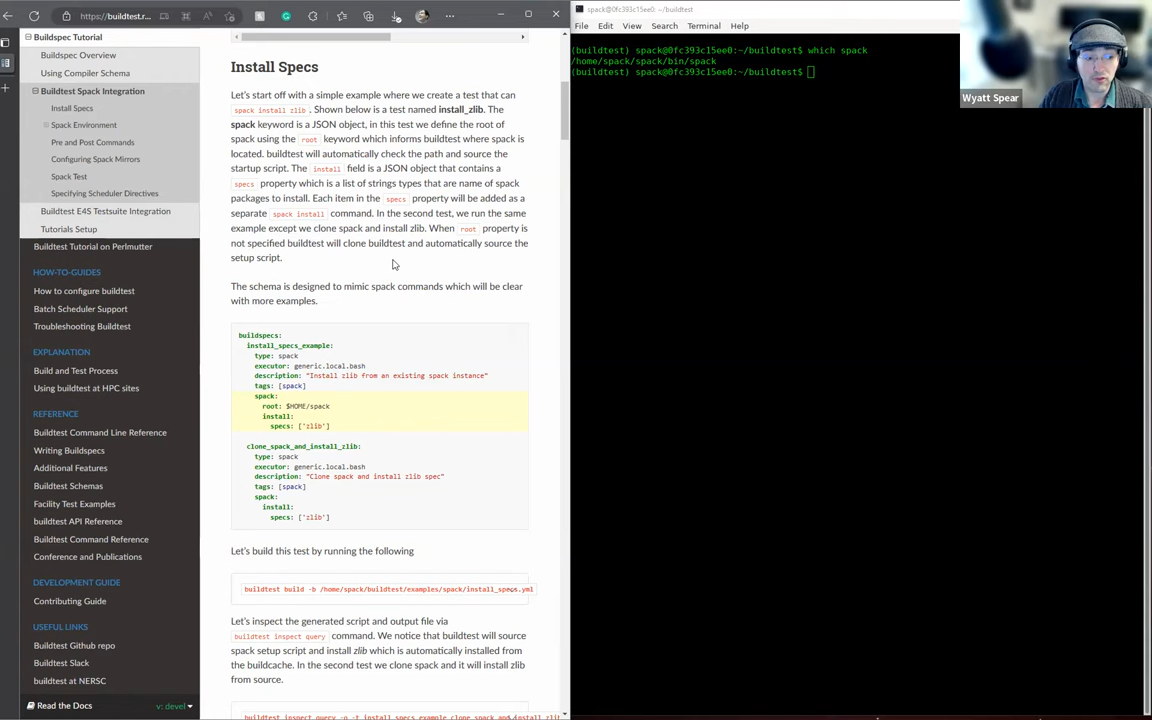 https://buildtest.r...
Buildspec Tutorial
Buildspec Overview
Using Compiler Schema
Buildtest Spack Integration
Install Specs
Spack Environment
Pre and Post Commands
Configuring Spack Mirrors
Spack Test
Specifying Scheduler Directives
Buildtest E4S Testsuite Integration
Tutorials Setup
Buildtest Tutorial on Perlmutter
HOW-TO-GUIDES
How to configure buildtest
Batch Scheduler Support
Troubleshooting Buildtest
EXPLANATION
Build and Test Process
Using buildtest at HPC sites
REFERENCE
Buildtest Command Line Reference
Writing Buildspecs
Additional Features
Buildtest Schemas
Facility Test Examples
buildtest API Reference
Buildtest Command Reference
Conference and Publications
DEVELOPMENT GUIDE
Contributing Guide
USEFUL LINKS
Buildtest Github repo
Buildtest Slack
buildtest at NERSC
Read the Docs
v: devel
Install Specs
Let's start off with a simple example where we create a test that can
spack install zlib . Shown below is a test named install_zlib. The
spack keyword is a JSON object, in this test we define the root of
spack using the root keyword which informs buildtest where spack is
located. buildtest will automatically check the path and source the
startup script. The install field is a JSON object that contains a
specs property which is a list of strings types that are name of spack
packages to install. Each item in the specs property will be added as a
separate spack install command. In the second test, we run the same
example except we clone spack and install zlib. When root property is
not specified buildtest will clone buildtest and automatically source the
setup script.
The schema is designed to mimic spack commands which will be clear
with more examples.
buildspecs:
install_specs_example:
type: spack
executor: generic.local.bash
description: "Install zlib from an existing spack instance"
tags: [spack]
spack:
root: $HOME/spack
install:
specs: ['zlib']
clone_spack_and_install_zlib:
type: spack
executor: generic.local.bash
description: "Clone spack and install zlib spec"
tags: [spack]
spack:
install:
specs: ['zlib']
Let's build this test by running the following
buildtest build -b /home/spack/buildtest/examples/spack/install_specs.yml
Let's inspect the generated script and output file via
buildtest inspect query command. We notice that buildtest will source
spack setup script and install zlib which is automatically installed from
the buildcache. In the second test we clone spack and it will install zlib
from source.
buildtest inspect query -o -t install_specs_example clone_spack_and_install_zli
spack@0fc393c15ee0: ~/buildtest
File Edit View Search Terminal Help
(buildtest) spack@0fc393c15ee0:~/buildtest$ which spack
/home/spack/spack/bin/spack
(buildtest) spack@0fc393c15ee0:~/buildtest$
Wyatt Spear